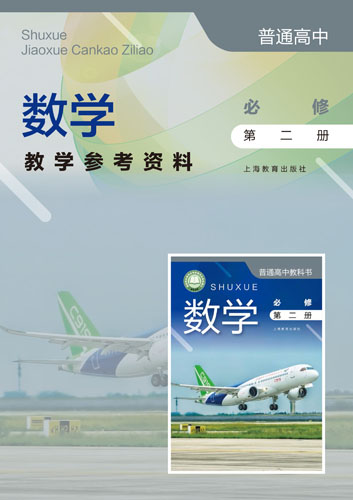 Shuxue
Jiaoxue Cankao Ziliao
普通高中
数学
必修
第二册
教学参考资料
上海教育出版社
普通高中教科书
SHUXUE
数学
必修
第二册
上海教育出版社
C919